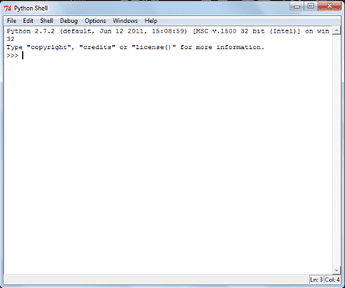 Python Shell
File Edit Shell Debug Options Windows Help
Python 2.7.2 (default, Jun 12 2011, 15:08:59) [MSC v.1500 32 bit (Intel)] on win
32
Type "copyright", "credits" or "license()" for more information.
>>>
Ln: 3 Col: 4